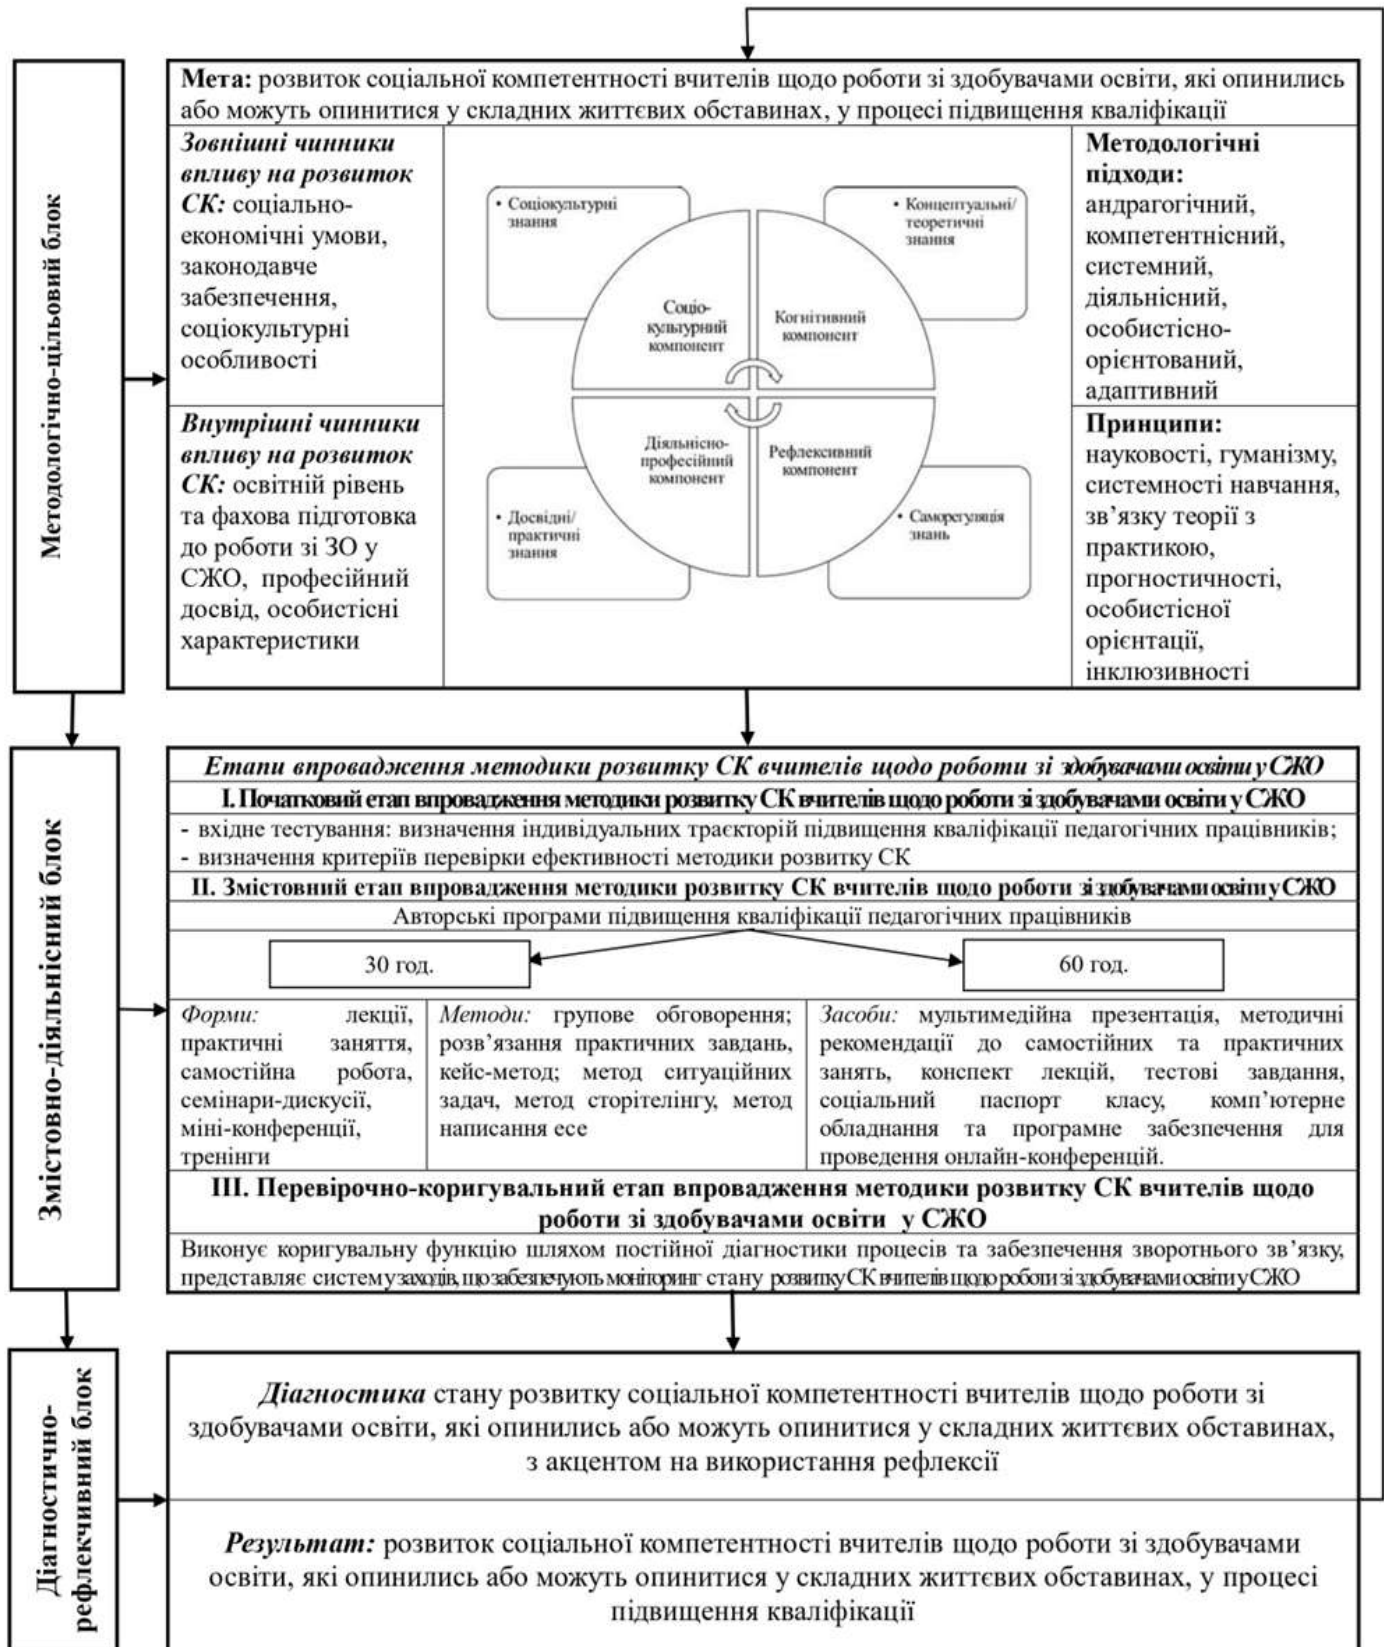 Методологічно-цільовий блок
Мета: розвиток соціальної компетентності вчителів щодо роботи зі здобувачами освіти, які опинились
або можуть опинитися у складних життєвих обставинах, у процесі підвищення кваліфікації
Зовнішні чинники
впливу на розвиток
СК: соціально-
економічні умови,
законодавче
забезпечення,
соціокультурні
особливості
Внутрішні чинники
впливу на розвиток
СК: освітній рівень
та фахова підготовка
до роботи зі ЗО у
СЖО, професійний
досвід, особистісні
характеристики
• Соціокультурні
знання
• Концептуальні/
теоретичні
знання
Соціо-
культурний
компонент
Когнітивний
компонент
Діяльнісно-
професійний
компонент
Рефлексивний
компонент
• Досвідні/
практичні
знання
• Саморегуляція
знань
Методологічні
підходи:
андрагогічний,
компетентнісний,
системний,
діяльнісний,
особистісно-
орієнтований,
адаптивний
Принципи:
науковості, гуманізму,
системності навчання,
зв’язку теорії з
практикою,
прогностичності,
особистісної
орієнтації,
інклюзивності
Змістовно-діяльнісний блок
Етапи впровадження методики розвитку СК вчителів щодо роботи зі здобувачами освіти у СЖО
І. Початковий етап впровадження методики розвитку СК вчителів щодо роботи зі здобувачами освіти у СЖО
- вхідне тестування: визначення індивідуальних траєкторій підвищення кваліфікації педагогічних працівників;
- визначення критеріїв перевірки ефективності методики розвитку СК
ІІ. Змістовний етап впровадження методики розвитку СК вчителів щодо роботи зі здобувачами освіти у СЖО
Авторські програми підвищення кваліфікації педагогічних працівників
30 год.
60 год.
Форми: лекції,
практичні заняття,
самостійна робота,
семінари-дискусії,
міні-конференції,
тренінги
Методи: групове обговорення;
розв’язання практичних завдань,
кейс-метод; метод ситуаційних
задач, метод сторітелінгу, метод
написання есе
Засоби: мультимедійна презентація, методичні
рекомендації до самостійних та практичних
занять, конспект лекцій, тестові завдання,
соціальний паспорт класу, комп’ютерне
обладнання та програмне забезпечення для
проведення онлайн-конференцій.
ІІІ. Перевірочно-коригувальний етап впровадження методики розвитку СК вчителів щодо
роботи зі здобувачами освіти у СЖО
Виконує коригувальну функцію шляхом постійної діагностики процесів та забезпечення зворотнього зв’язку,
представляє систему заходів, що забезпечують моніторинг стану розвитку СК вчителів щодо роботи зі здобувачами освіти у СЖО
Діагностично-
рефлекчивний блок
Діагностика стану розвитку соціальної компетентності вчителів щодо роботи зі
здобувачами освіти, які опинились або можуть опинитися у складних життєвих обставинах,
з акцентом на використання рефлексії
Результат: розвиток соціальної компетентності вчителів щодо роботи зі здобувачами
освіти, які опинились або можуть опинитися у складних життєвих обставинах, у процесі
підвищення кваліфікації